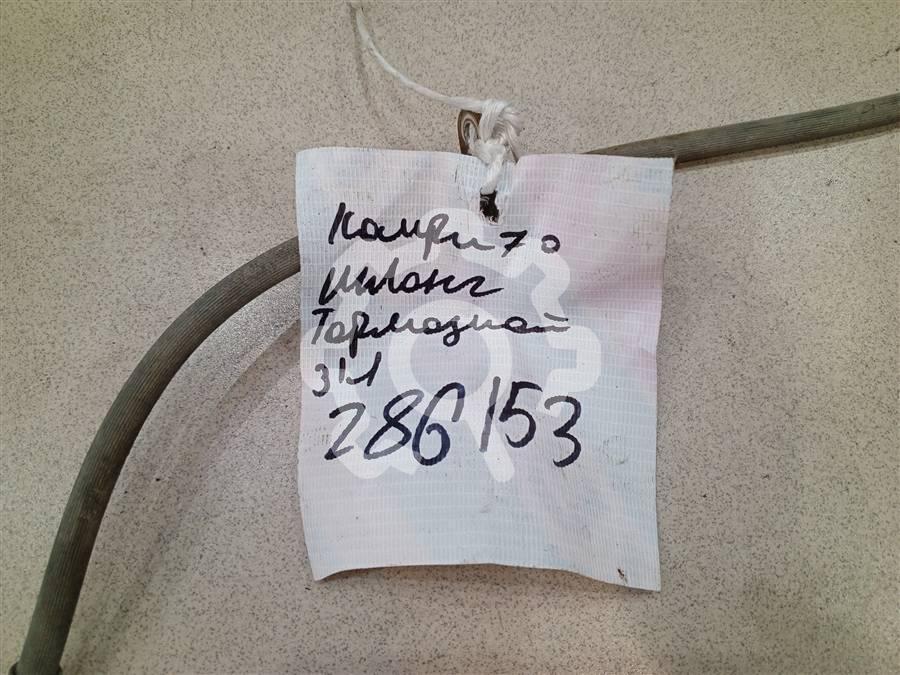 Камри 70
Шланг
Тормозной
З'Л
286153